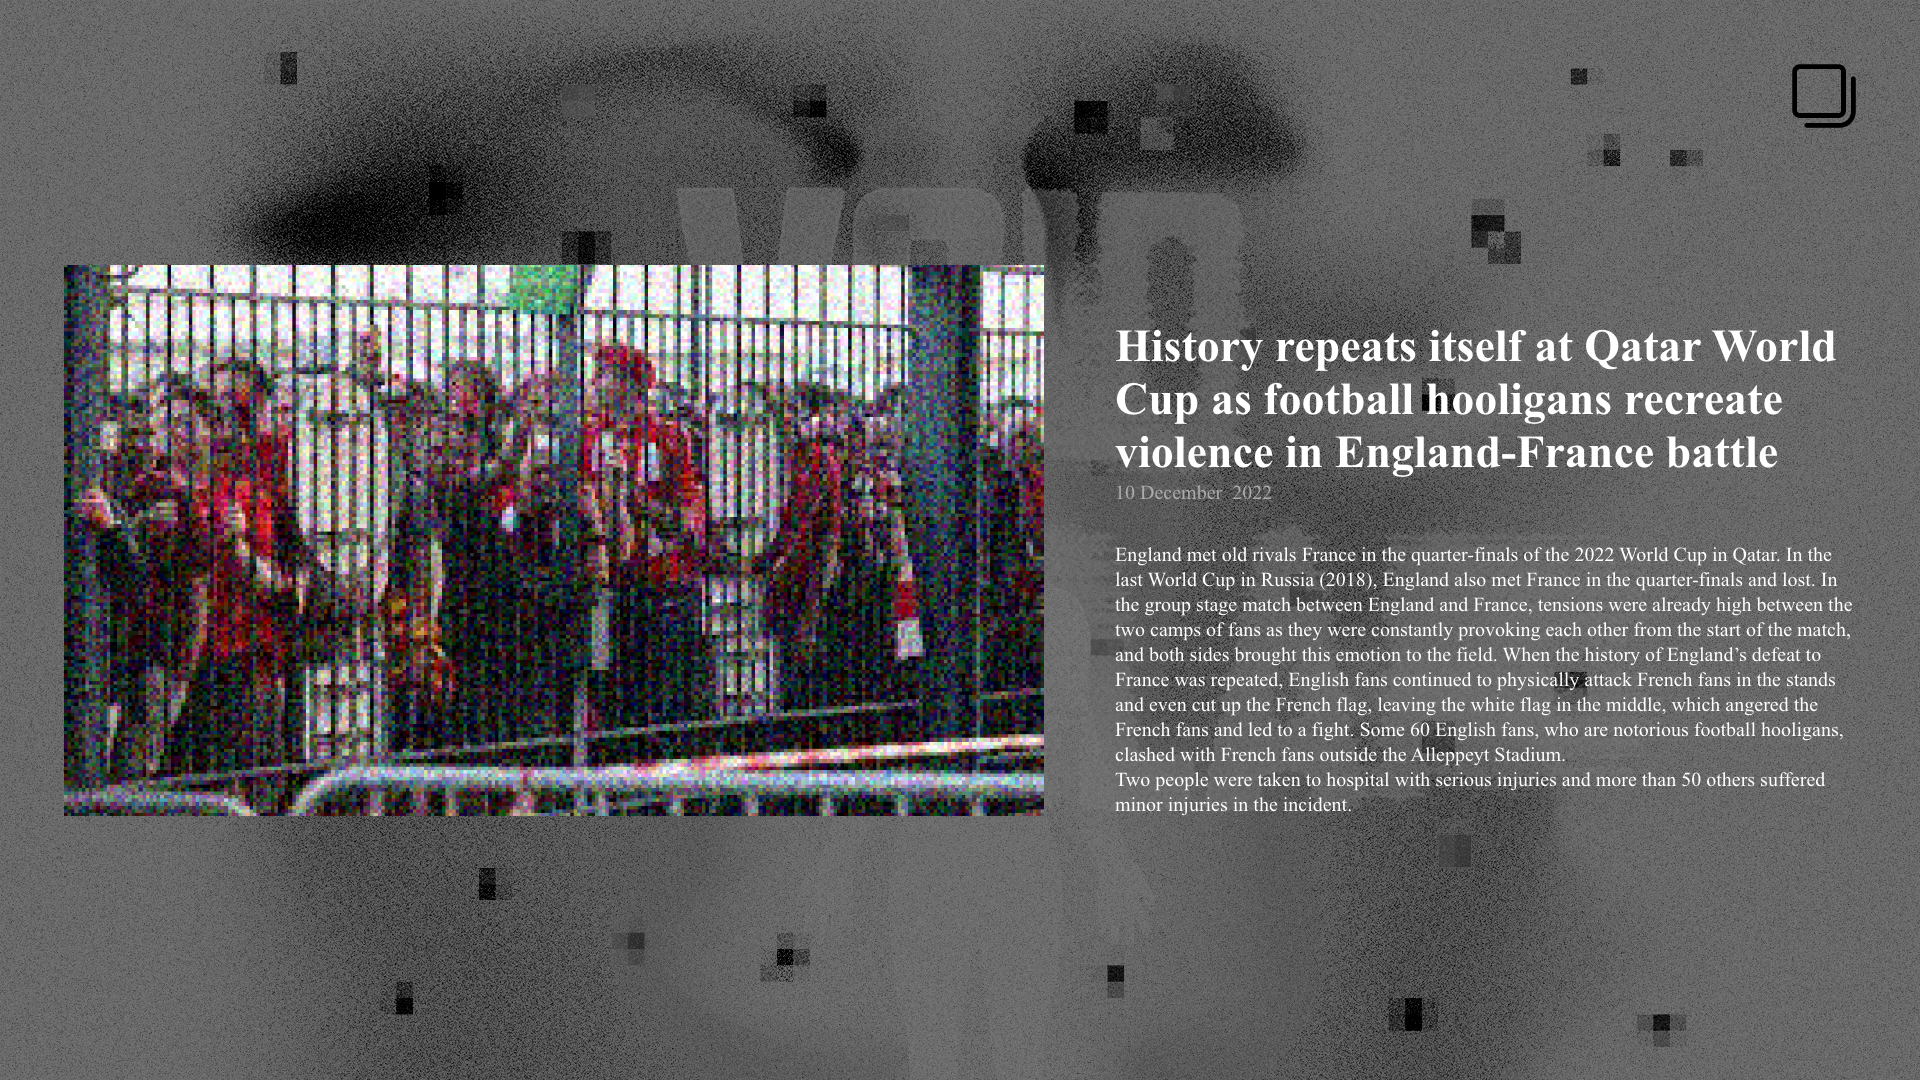 History repeats itself at Qatar World
Cup as football hooligans recreate
violence in England-France battle
10 December 2022
England met old rivals France in the quarter-finals of the 2022 World Cup in Qatar. In the
last World Cup in Russia (2018), England also met France in the quarter-finals and lost. In
the group stage match between England and France, tensions were already high between the
two camps of fans as they were constantly provoking each other from the start of the match,
and both sides brought this emotion to the field. When the history of England’s defeat to
France was repeated, English fans continued to physically attack French fans in the stands
and even cut up the French flag, leaving the white flag in the middle, which angered the
French fans and led to a fight. Some 60 English fans, who are notorious football hooligans,
clashed with French fans outside the Alleppeyt Stadium.
Two people were taken to hospital with serious injuries and more than 50 others suffered
minor injuries in the incident.